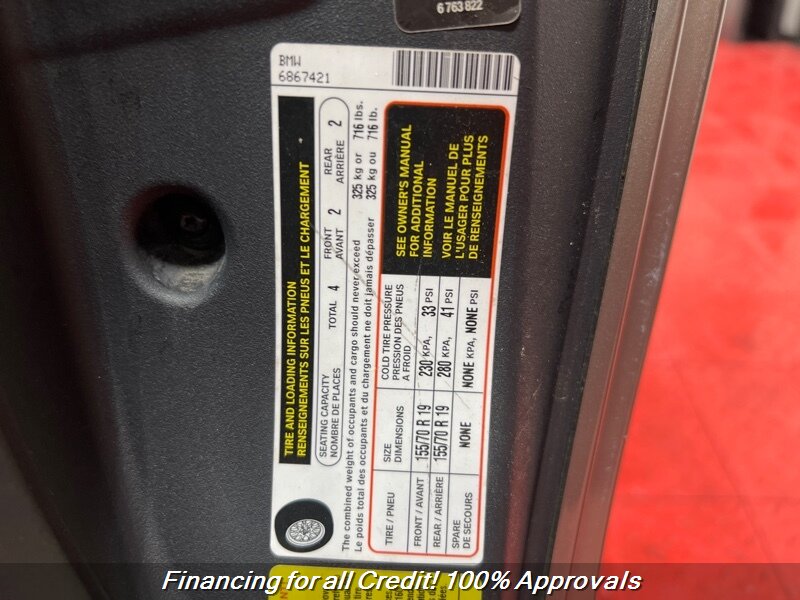 6 763 822
BMW
6867421
TIRE AND LOADING INFORMATION
RENSEIGNEMENTS SUR LES PNEUS ET LE CHARGEMENT
SEATING CAPACITY
NOMBRE DE PLACES
TOTAL 4
FRONT
AVANT 2
REAR
ARRIÈRE 2
The combined weight of occupants and cargo should never exceed 325 kg or 716 lbs.
Le poids total des occupants et du chargement ne doit jamais dépasser 325 kg ou 716 lb.
TIRE / PNEU
SIZE
DIMENSIONS
COLD TIRE PRESSURE
PRESSION DES PNEUS
A FROID
FRONT / AVANT 155/70 R 19 230 KPA, 33 PSI
REAR / ARRIÈRE 155/70 R 19 280 KPA, 41 PSI
SPARE
DE SECOURS NONE NONE KPA, NONE PSI
SEE OWNER'S MANUAL
FOR ADDITIONAL
INFORMATION
VOIR LE MANUEL DE
L'USAGER POUR PLUS
DE RENSEIGNEMENTS
Financing for all Credit! 100% Approvals